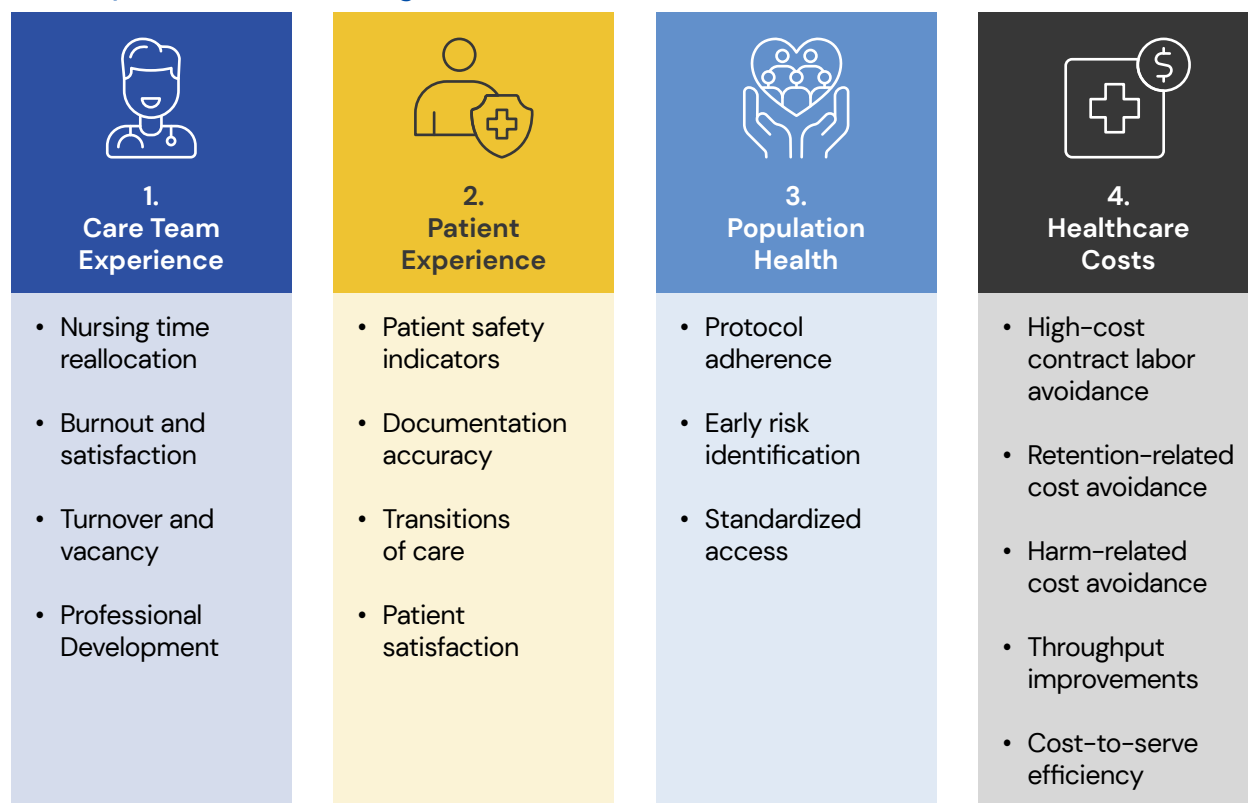 $
1.
Care Team
Experience
• Nursing time
reallocation
• Burnout and
satisfaction
• Turnover and
vacancy
• Professional
Development
2.
Patient
Experience
• Patient safety
indicators
• Documentation
accuracy
• Transitions
of care
• Patient
satisfaction
3.
Population
Health
• Protocol
adherence
• Early risk
identification
• Standardized
access
4.
Healthcare
Costs
• High-cost
contract labor
avoidance
• Retention-related
cost avoidance
• Harm-related
cost avoidance
• Throughput
improvements
• Cost-to-serve
efficiency